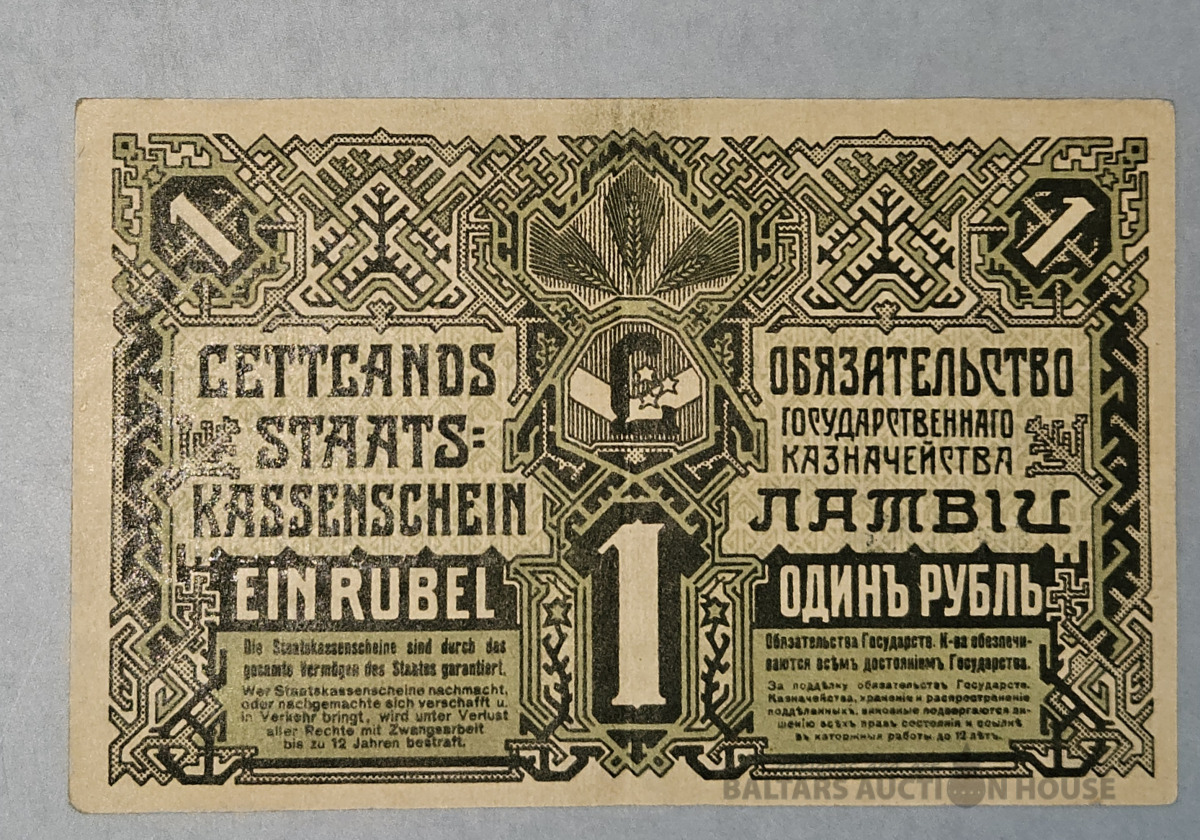 1
1
LETTLANDS
STAATS=
KASSENSCHEIN
EIN RUBEL
Die Staatskassenscheine sind durch das
gesamte Vermögen des Staates garantiert.
Wer Staatskassenscheine nachmacht,
oder nachgemachte sich verschafft u.
in Verkehr bringt, wird unter Verlust
aller Rechte mit Zwangsarbeit
bis zu 12 Jahren bestraft.
L
1
ОБЯЗАТЕЛЬСТВО
ГОСУДАРСТВЕННАГО
КАЗНАЧЕЙСТВА
ЛАТВІИ
ОДИНЪ РУБЛЬ
Обязательства Государств. К-ва обезпечи-
ваются всѣмъ достояніемъ Государства.
За поддѣлку обязательствъ Государств.
Казначейства, храненіе и распространеніе
поддѣланныхъ, виновные подвергаются ли-
шенію всѣхъ правъ состоянія и ссылкѣ
въ каторжныя работы до 12 лѣтъ.
BALTARS AUCTION HOUSE